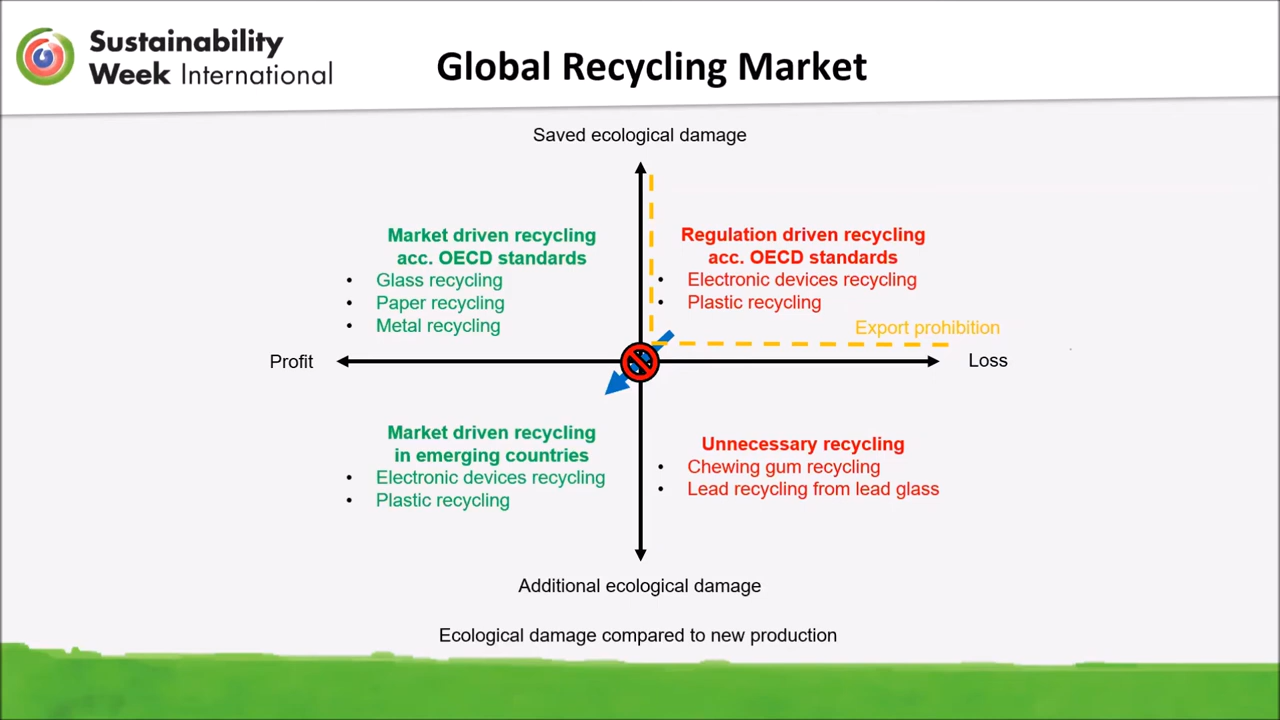 Sustainability
Week International
Global Recycling Market
Saved ecological damage
Market driven recycling
acc. OECD standards
• Glass recycling
• Paper recycling
• Metal recycling
Regulation driven recycling
acc. OECD standards
• Electronic devices recycling
• Plastic recycling
Export prohibition
Profit
Loss
Market driven recycling
in emerging countries
• Electronic devices recycling
• Plastic recycling
Unnecessary recycling
• Chewing gum recycling
• Lead recycling from lead glass
Additional ecological damage
Ecological damage compared to new production